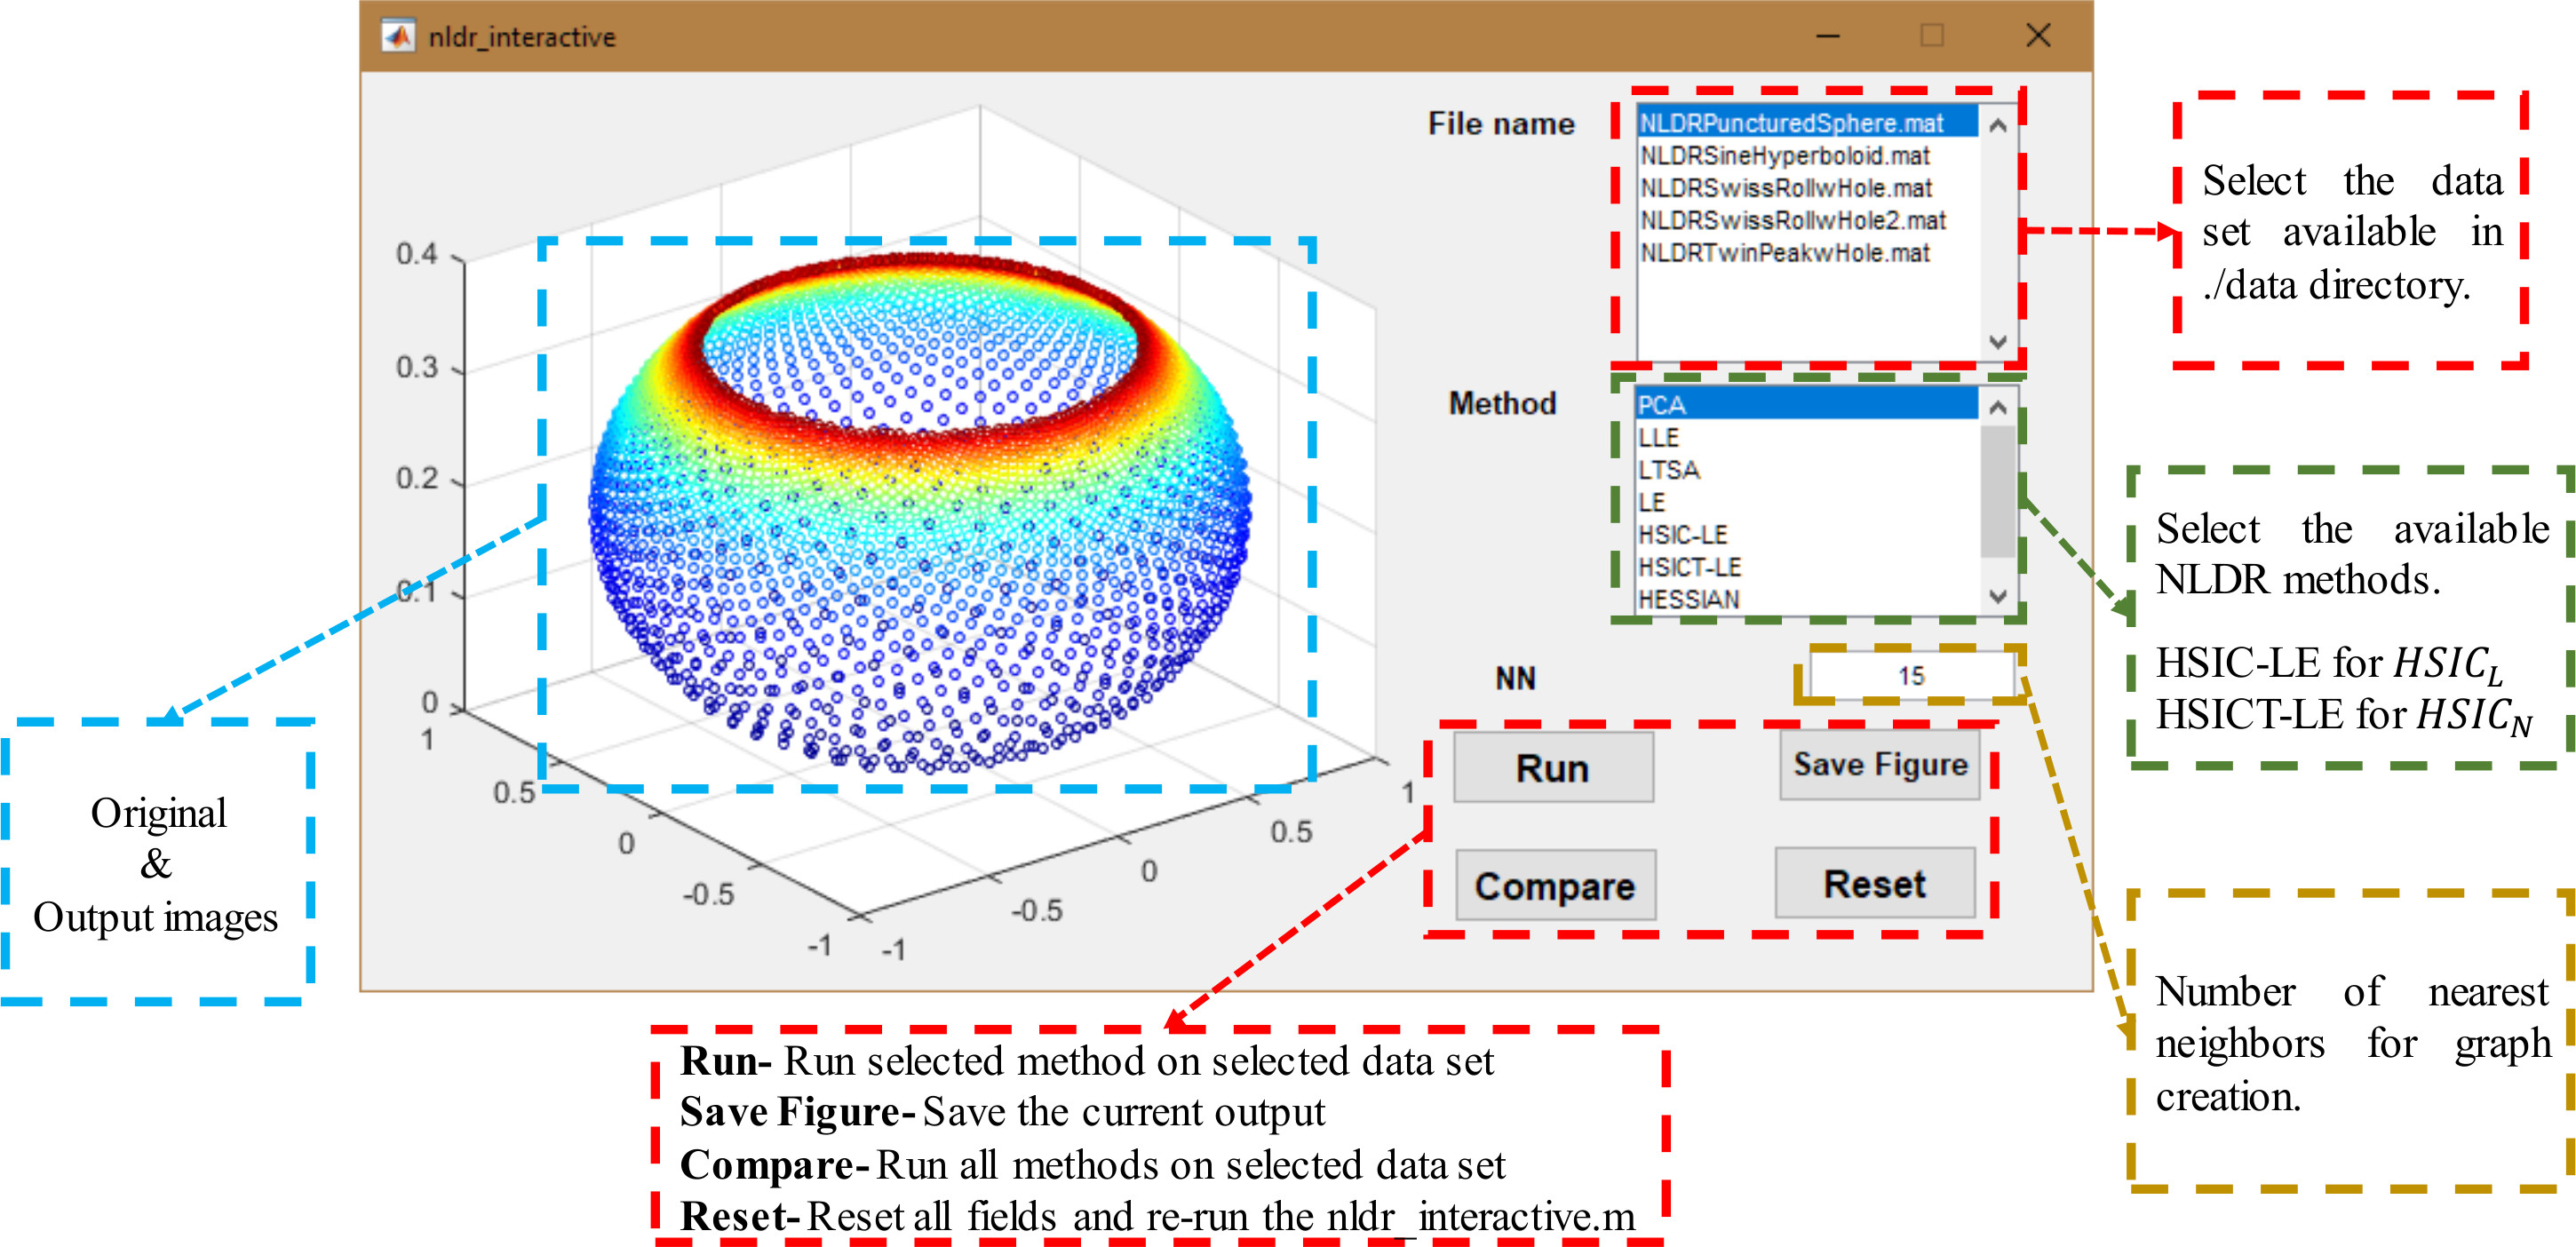 nldr_interactive
File name
NLDRPuncturedSphere.mat
NLDRSineHyperboloid.mat
NLDRSwissRollwHole.mat
NLDRSwissRollwHole2.mat
NLDRTwinPeakwHole.mat
Select the data
set available in
./data directory.
Method
PCA
LLE
LTSA
LE
HSIC-LE
HSICT-LE
HESSIAN
Select the available
NLDR methods.
HSIC-LE for HSIC_L
HSICT-LE for HSIC_N
NN
15
Run
Save Figure
Compare
Reset
Number of nearest
neighbors for graph
creation.
0.4
0.3
0.2
0.1
0
1
0.5
0
-0.5
-1
-1
-0.5
0
0.5
1
Original
&
Output images
Run- Run selected method on selected data set
Save Figure- Save the current output
Compare- Run all methods on selected data set
Reset- Reset all fields and re-run the nldr_interactive.m